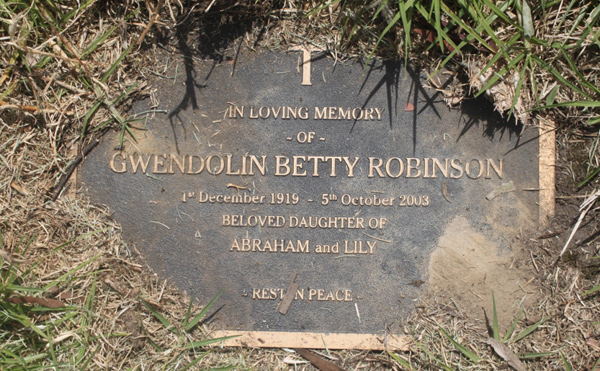 IN LOVING MEMORY
- OF -
GWENDOLIN BETTY ROBINSON
1st December 1919 - 5th October 2003
BELOVED DAUGHTER OF
ABRAHAM and LILY
- REST IN PEACE -